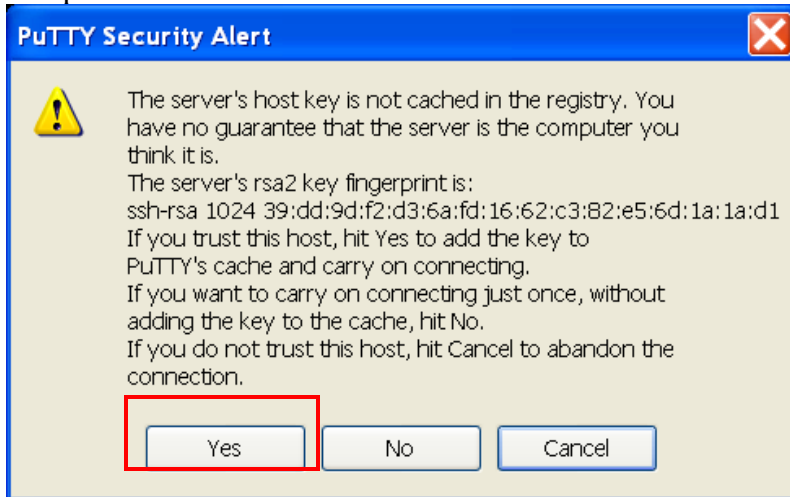 PuTTY Security Alert
The server's host key is not cached in the registry. You
have no guarantee that the server is the computer you
think it is.
The server's rsa2 key fingerprint is:
ssh-rsa 1024 39:dd:9d:f2:d3:6a:fd:16:62:c3:82:e5:6d:1a:1a:d1
If you trust this host, hit Yes to add the key to
PuTTY's cache and carry on connecting.
If you want to carry on connecting just once, without
adding the key to the cache, hit No.
If you do not trust this host, hit Cancel to abandon the
connection.
Yes No Cancel